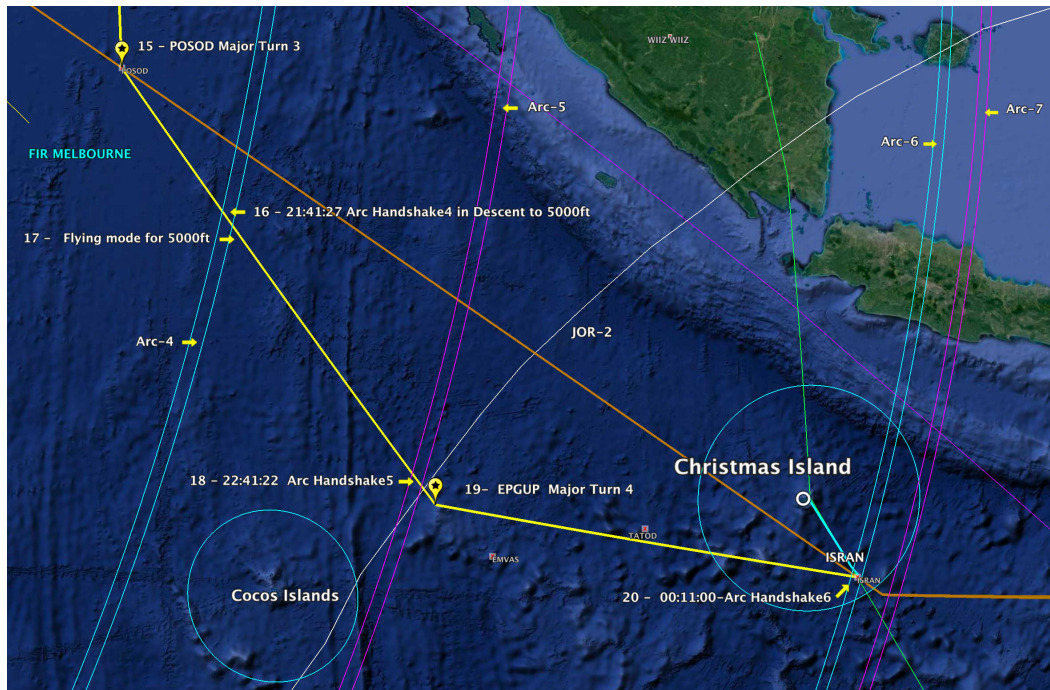 WIIZ WIIZ
15 - POSOD Major Turn 3
POSOD
Arc-5
Arc-7
Arc-6
FIR MELBOURNE
16 - 21:41:27 Arc Handshake4 in Descent to 5000ft
17 - Flying mode for 5000ft
JOR-2
Arc-4
Christmas Island
18 - 22:41:22 Arc Handshake5
19- EPGUP Major Turn 4
TATOD
EMVAS
ISRAN
ISRAN
Cocos Islands
20 - 00:11:00-Arc Handshake6